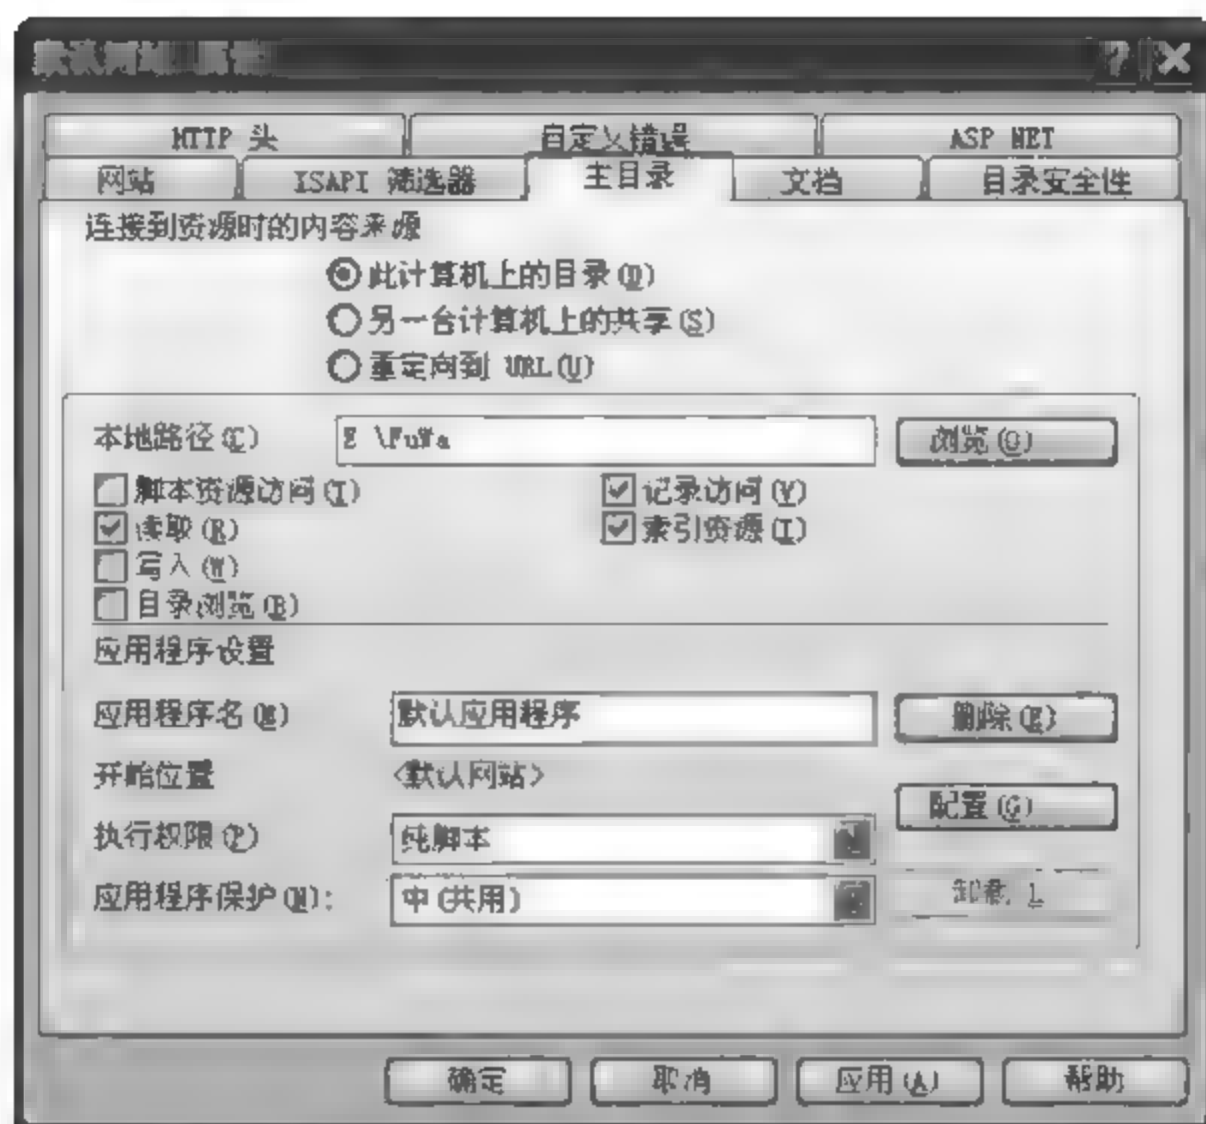 默认网站 属性
HTTP 头 自定义错误 ASP NET
网站 ISAPI 筛选器 主目录 文档 目录安全性
连接到资源时的内容来源
此计算机上的目录(D)
另一台计算机上的共享(S)
重定向到 URL(U)
本地路径(C) E \FuWa 浏览(O)
脚本资源访问(T) 记录访问(V)
读取(R) 索引资源(I)
写入(W)
目录浏览(B)
应用程序设置
应用程序名(M) 默认应用程序 删除(E)
开始位置 <默认网站>
配置(G)
执行权限(P) 纯脚本
应用程序保护(N): 中(共用) 卸载 L
确定 取消 应用(A) 帮助